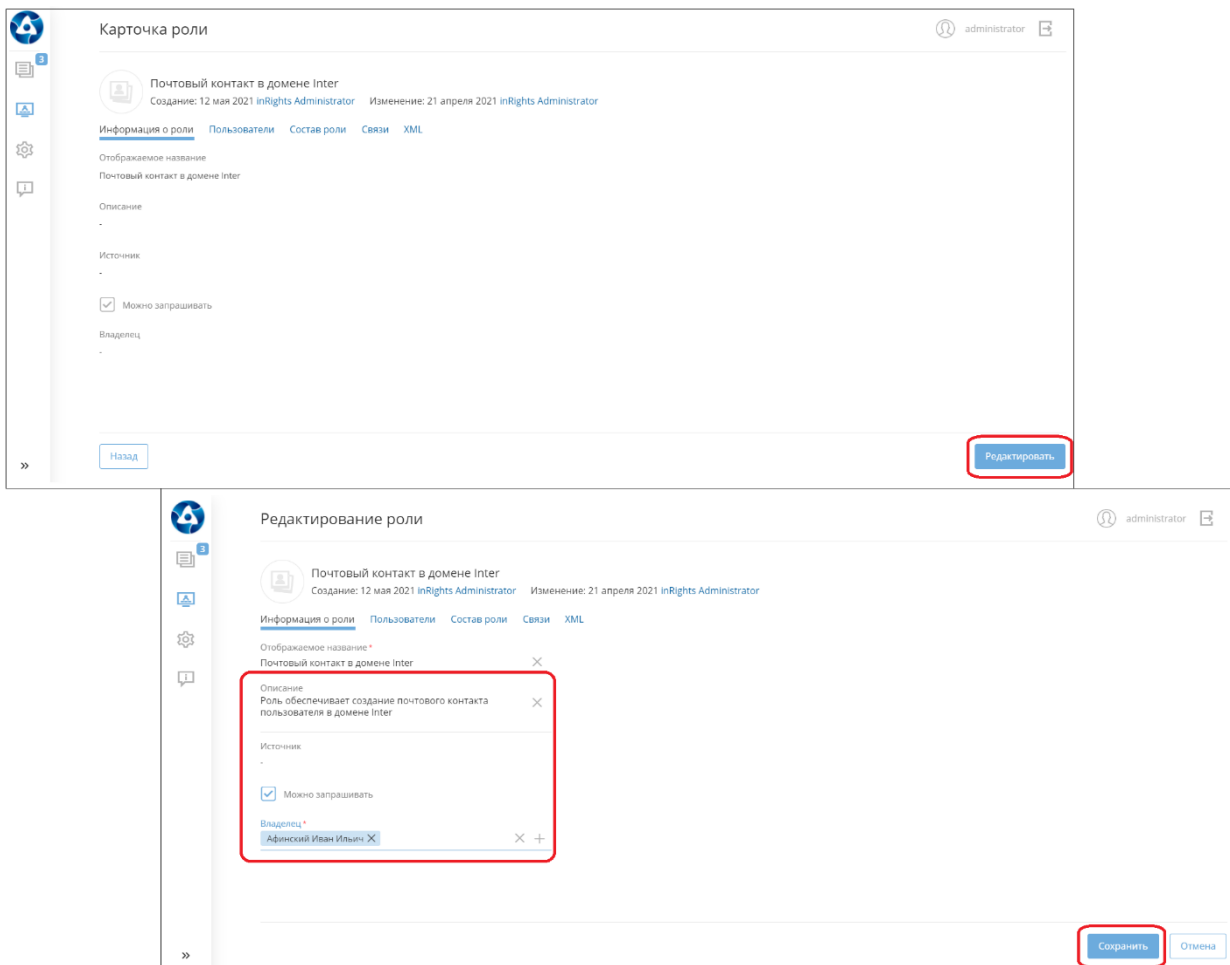 Карточка роли
administrator
3
Почтовый контакт в домене Inter
Создание: 12 мая 2021 inRights Administrator Изменение: 21 апреля 2021 inRights Administrator
Информация о роли Пользователи Состав роли Связи XML
Отображаемое название
Почтовый контакт в домене Inter
Описание
-
Источник
-
Можно запрашивать
Владелец
-
Назад
Редактировать
»
Редактирование роли
administrator
3
Почтовый контакт в домене Inter
Создание: 12 мая 2021 inRights Administrator Изменение: 21 апреля 2021 inRights Administrator
Информация о роли Пользователи Состав роли Связи XML
Отображаемое название *
Почтовый контакт в домене Inter
Описание
Роль обеспечивает создание почтового контакта
пользователя в домене Inter
Источник
-
Можно запрашивать
Владелец *
Афинский Иван Ильич
Сохранить
Отмена
»